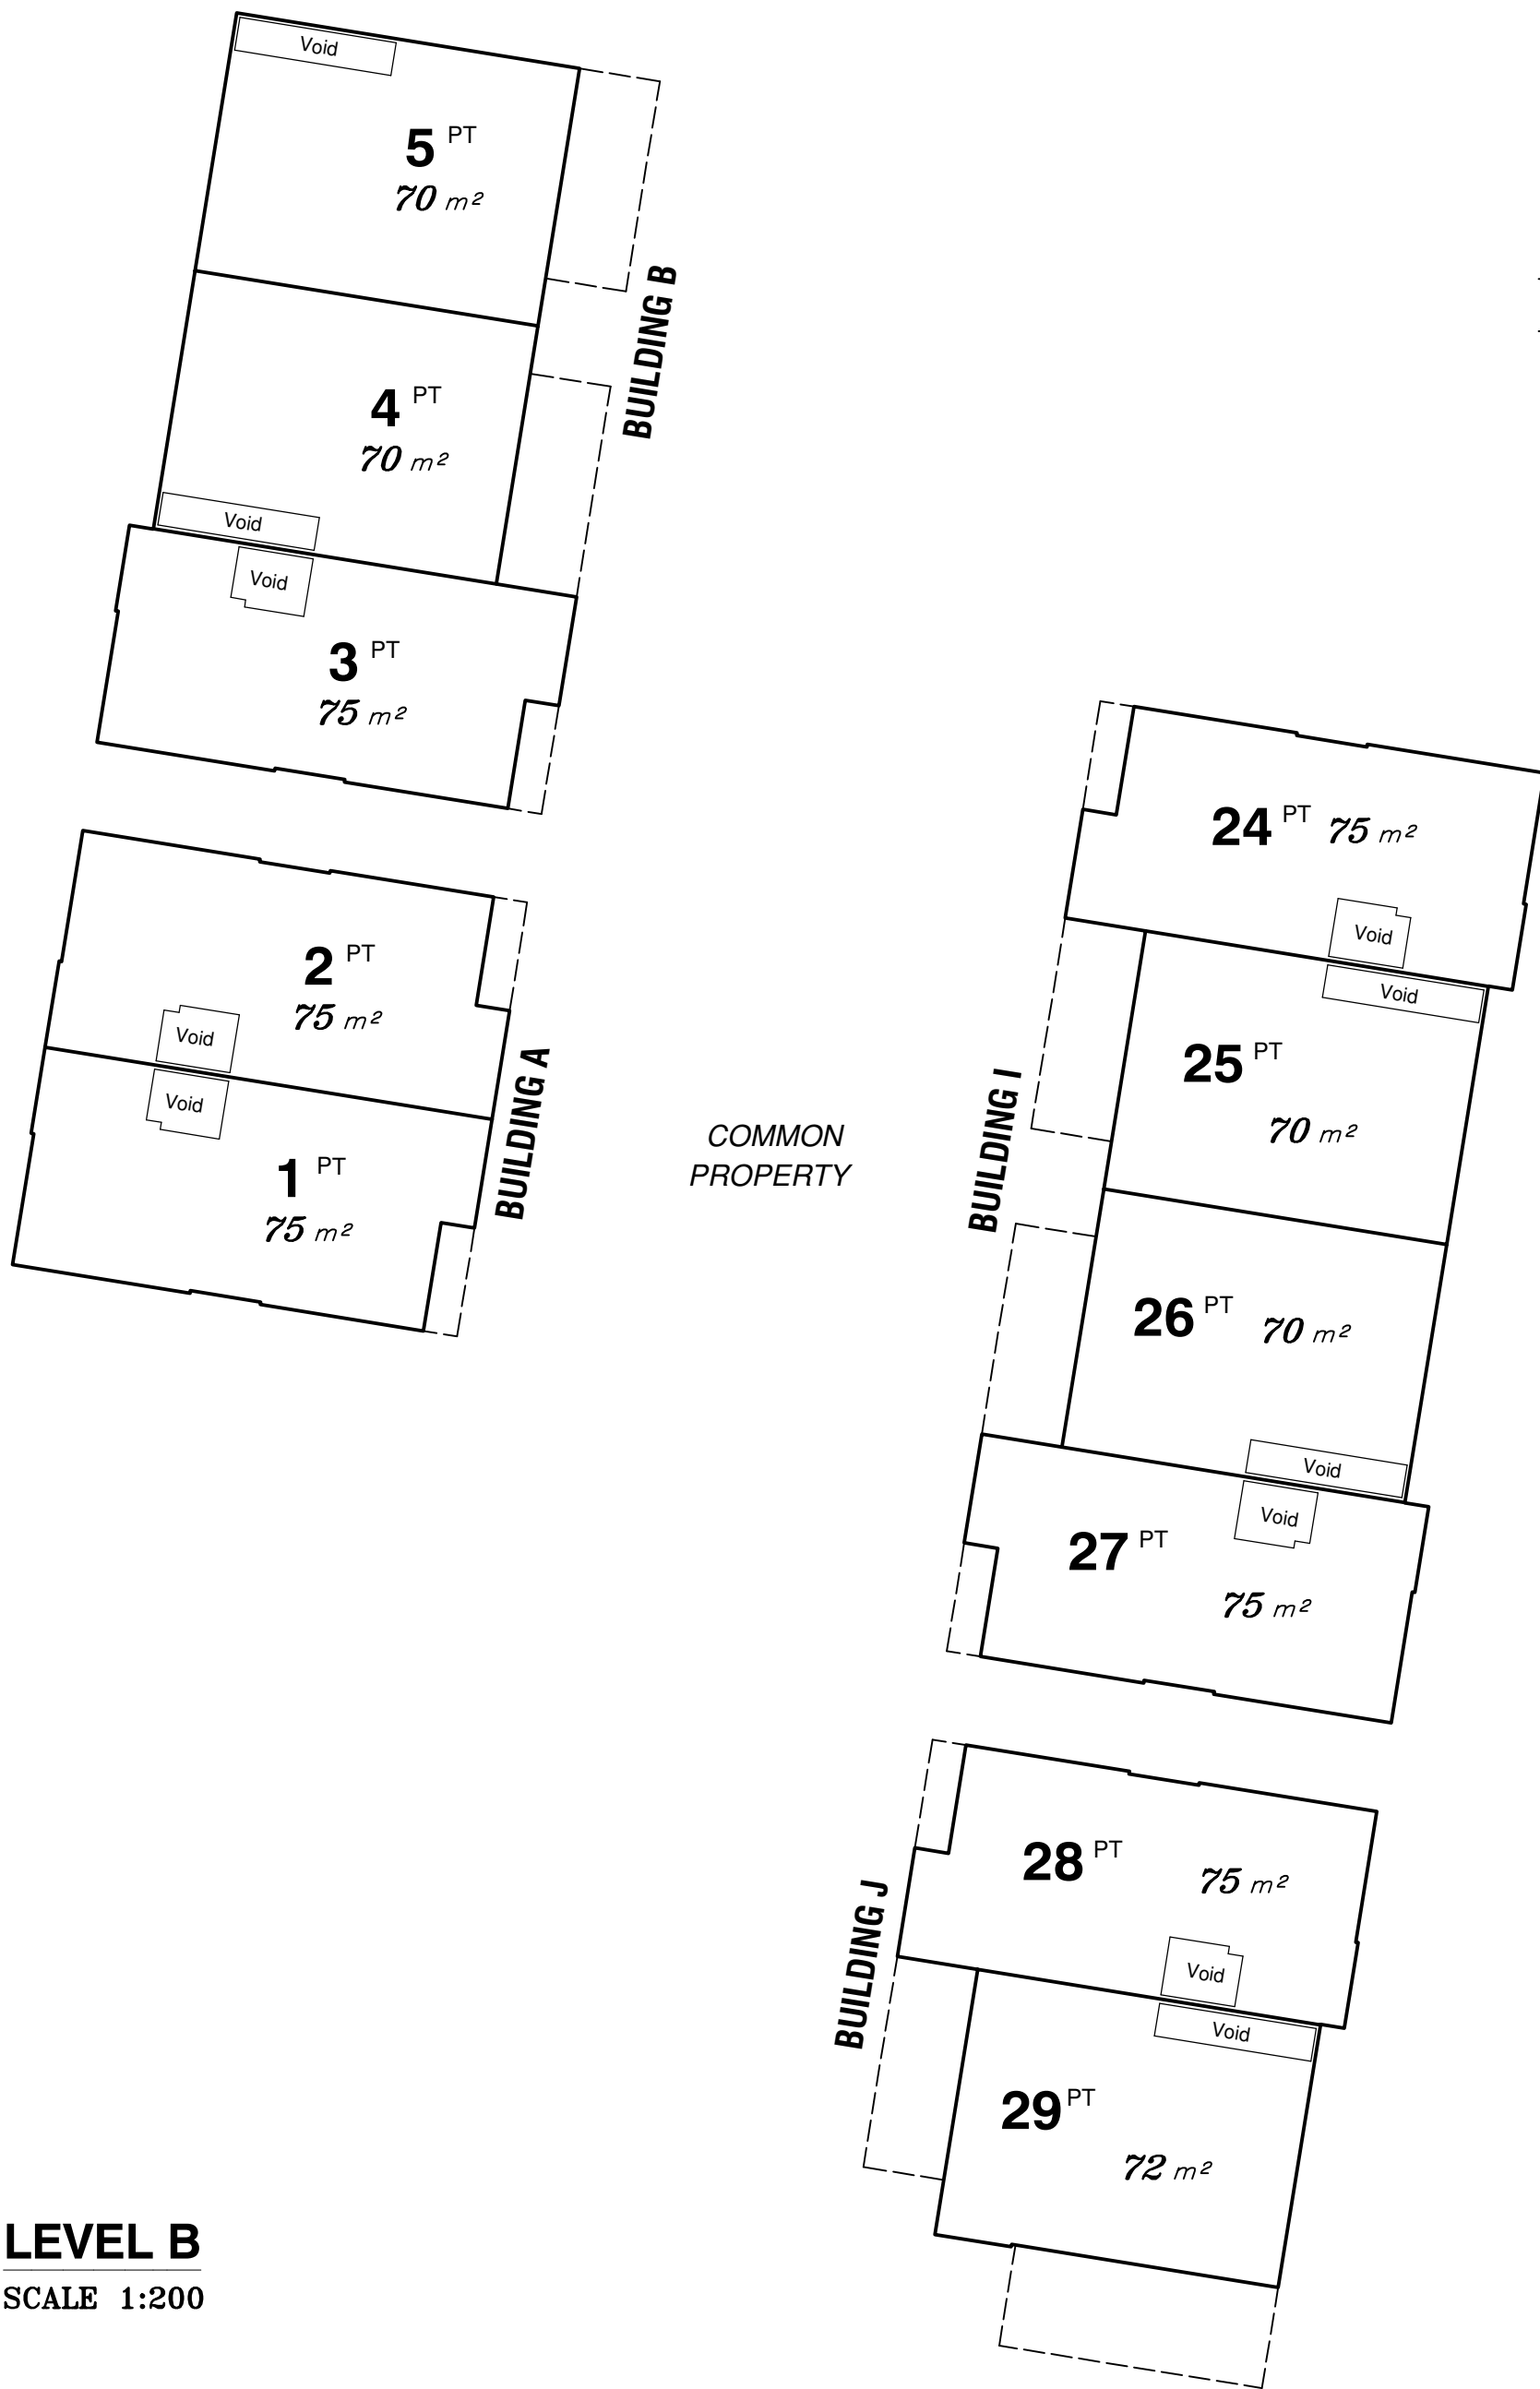 Void
5 PT
70 m²
BUILDING B
4 PT
70 m²
Void
Void
3 PT
75 m²
2 PT
75 m²
Void
Void
1 PT
75 m²
BUILDING A
COMMON
PROPERTY
24 PT 75 m²
Void
Void
25 PT
70 m²
BUILDING I
26 PT 70 m²
Void
Void
27 PT
75 m²
28 PT
75 m²
BUILDING J
Void
Void
29 PT
72 m²
LEVEL B
SCALE 1:200